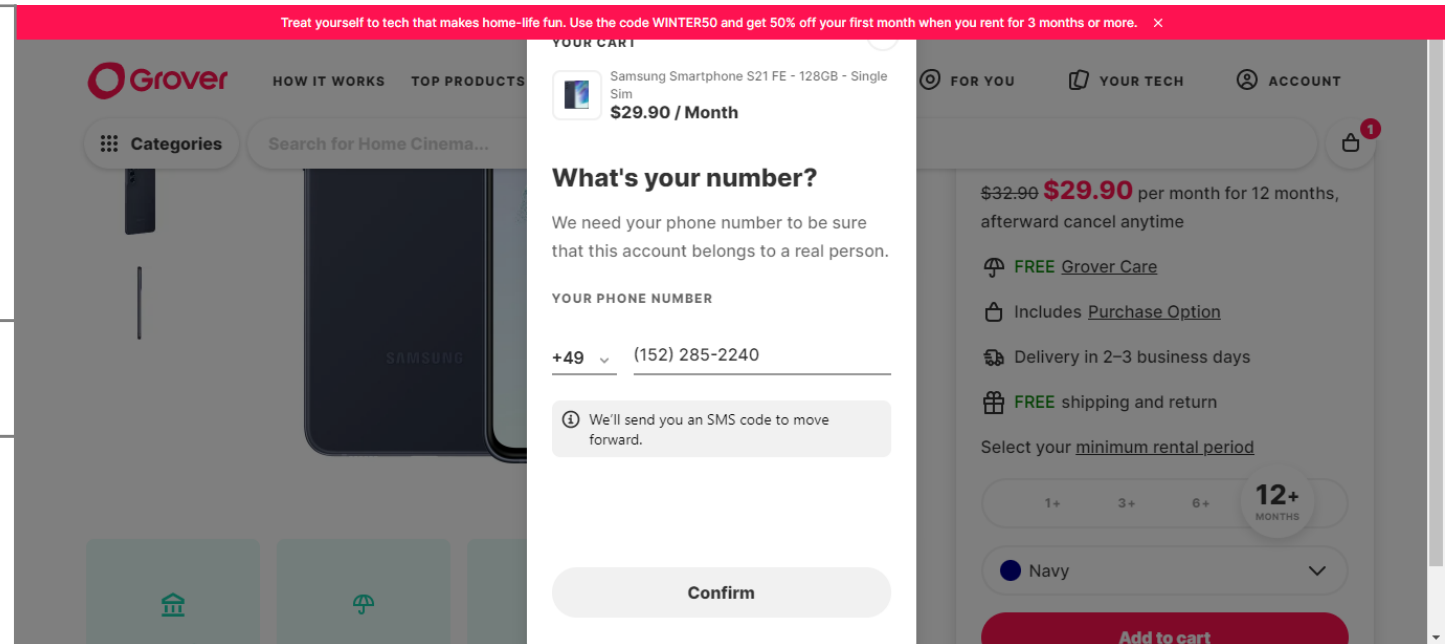 Treat yourself to tech that makes home-life fun. Use the code WINTER50 and get 50% off your first month when you rent for 3 months or more. ×
Grover
HOW IT WORKS
TOP PRODUCTS
FOR YOU
YOUR TECH
ACCOUNT
Categories
Search for Home Cinema...
1
YOUR CART
Samsung Smartphone S21 FE - 128GB - Single
Sim
$29.90 / Month
What's your number?
We need your phone number to be sure
that this account belongs to a real person.
YOUR PHONE NUMBER
+49
(152) 285-2240
We'll send you an SMS code to move
forward.
Confirm
SAMSUNG
$32.90 $29.90 per month for 12 months,
afterward cancel anytime
FREE Grover Care
Includes Purchase Option
Delivery in 2–3 business days
FREE shipping and return
Select your minimum rental period
1+
3+
6+
12+
MONTHS
Navy
Add to cart